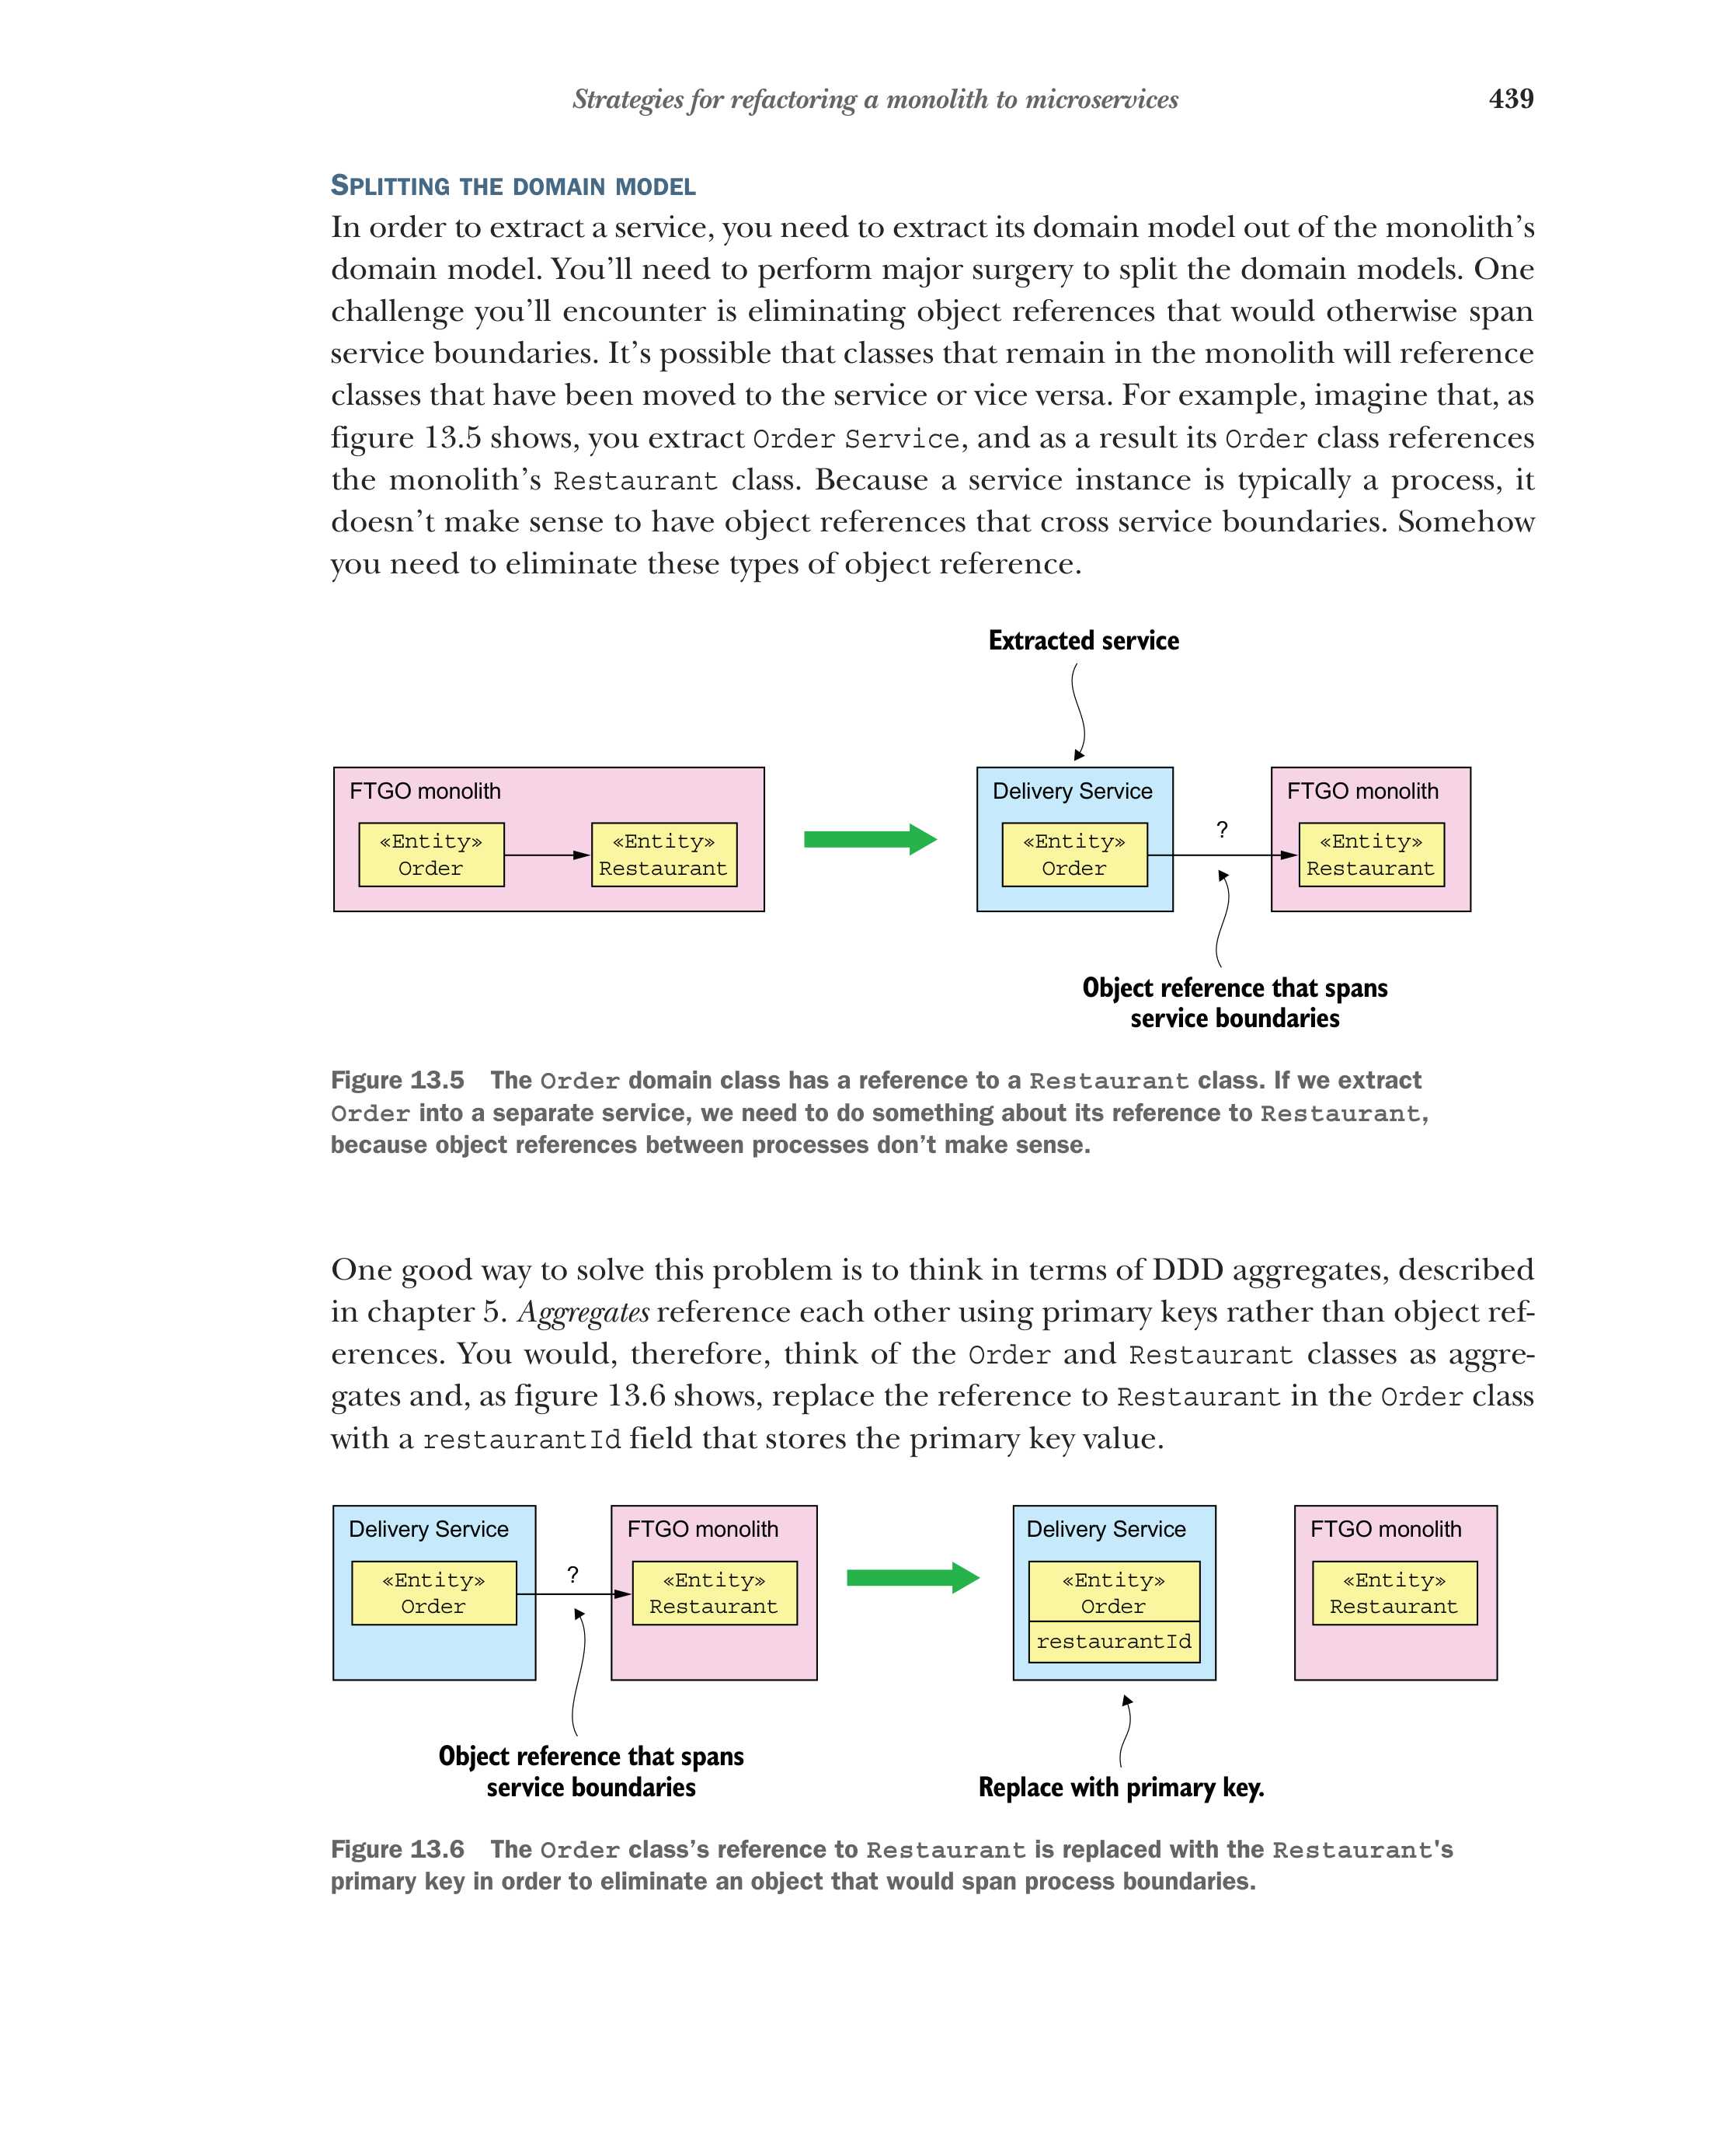 Strategies for refactoring a monolith to microservices 439
SPLITTING THE DOMAIN MODEL
In order to extract a service, you need to extract its domain model out of the monolith’s
domain model. You’ll need to perform major surgery to split the domain models. One
challenge you’ll encounter is eliminating object references that would otherwise span
service boundaries. It’s possible that classes that remain in the monolith will reference
classes that have been moved to the service or vice versa. For example, imagine that, as
figure 13.5 shows, you extract Order Service, and as a result its Order class references
the monolith’s Restaurant class. Because a service instance is typically a process, it
doesn’t make sense to have object references that cross service boundaries. Somehow
you need to eliminate these types of object reference.
Extracted service
FTGO monolith
«Entity»
Order
«Entity»
Restaurant
Delivery Service
«Entity»
Order
?
FTGO monolith
«Entity»
Restaurant
Object reference that spans
service boundaries
Figure 13.5 The Order domain class has a reference to a Restaurant class. If we extract
Order into a separate service, we need to do something about its reference to Restaurant,
because object references between processes don’t make sense.
One good way to solve this problem is to think in terms of DDD aggregates, described
in chapter 5. Aggregates reference each other using primary keys rather than object ref-
erences. You would, therefore, think of the Order and Restaurant classes as aggre-
gates and, as figure 13.6 shows, replace the reference to Restaurant in the Order class
with a restaurantId field that stores the primary key value.
Delivery Service
«Entity»
Order
?
FTGO monolith
«Entity»
Restaurant
Delivery Service
«Entity»
Order
restaurantId
FTGO monolith
«Entity»
Restaurant
Object reference that spans
service boundaries
Replace with primary key.
Figure 13.6 The Order class’s reference to Restaurant is replaced with the Restaurant's
primary key in order to eliminate an object that would span process boundaries.